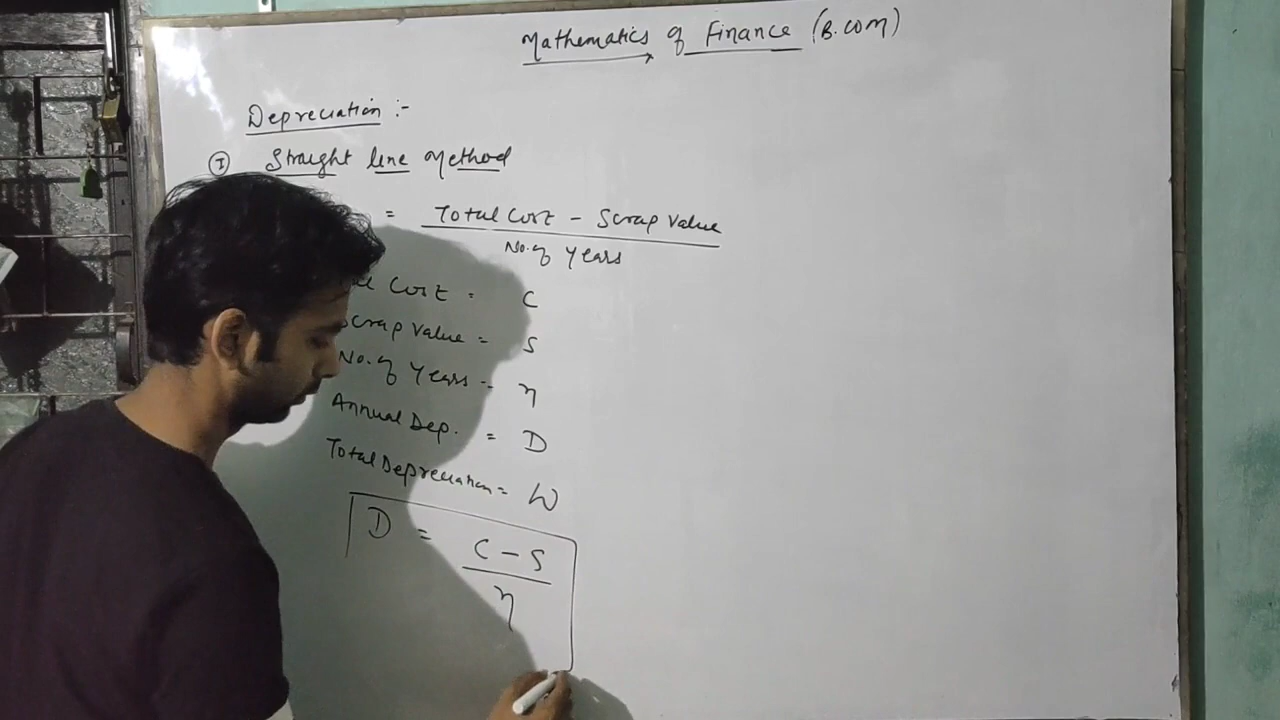 Mathematics of Finance (B.COM)
Depreciation :-
I Straight line Method
= Total Cost - Scrap Value
No. of Years
Cost = C
Scrap Value = S
No. of Years = n
Annual Dep. = D
Total Depreciation = W
D = C - S
n